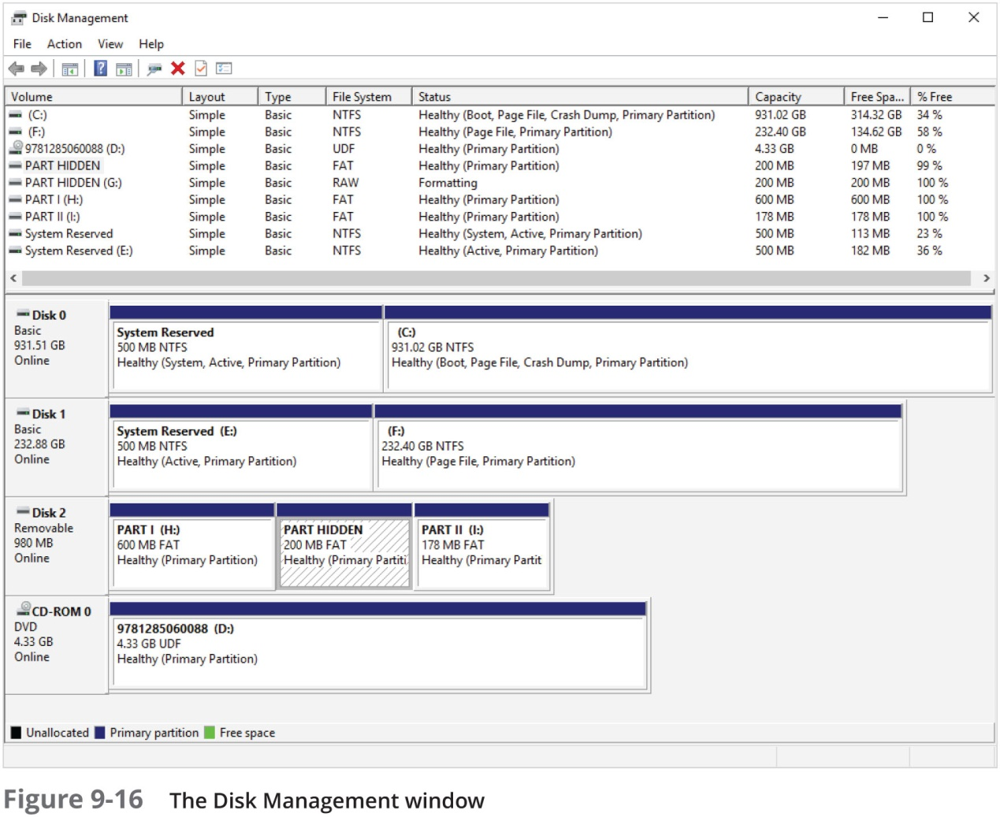 Disk Management
File Action View Help
Volume Layout Type File System Status Capacity Free Spa... % Free
(C:) Simple Basic NTFS Healthy (Boot, Page File, Crash Dump, Primary Partition) 931.02 GB 314.32 GB 34 %
(F:) Simple Basic NTFS Healthy (Page File, Primary Partition) 232.40 GB 134.62 GB 58 %
9781285060088 (D:) Simple Basic UDF Healthy (Primary Partition) 4.33 GB 0 MB 0 %
PART HIDDEN Simple Basic FAT Healthy (Primary Partition) 200 MB 197 MB 99 %
PART HIDDEN (G:) Simple Basic RAW Formatting 200 MB 200 MB 100 %
PART I (H:) Simple Basic FAT Healthy (Primary Partition) 600 MB 600 MB 100 %
PART II (I:) Simple Basic FAT Healthy (Primary Partition) 178 MB 178 MB 100 %
System Reserved Simple Basic NTFS Healthy (System, Active, Primary Partition) 500 MB 113 MB 23 %
System Reserved (E:) Simple Basic NTFS Healthy (Active, Primary Partition) 500 MB 182 MB 36 %
Disk 0
Basic
931.51 GB
Online
System Reserved
500 MB NTFS
Healthy (System, Active, Primary Partition)
(C:)
931.02 GB NTFS
Healthy (Boot, Page File, Crash Dump, Primary Partition)
Disk 1
Basic
232.88 GB
Online
System Reserved (E:)
500 MB NTFS
Healthy (Active, Primary Partition)
(F:)
232.40 GB NTFS
Healthy (Page File, Primary Partition)
Disk 2
Removable
980 MB
Online
PART I (H:)
600 MB FAT
Healthy (Primary Partition)
PART HIDDEN
200 MB FAT
Healthy (Primary Partiti
PART II (I:)
178 MB FAT
Healthy (Primary Partit
CD-ROM 0
DVD
4.33 GB
Online
9781285060088 (D:)
4.33 GB UDF
Healthy (Primary Partition)
Unallocated Primary partition Free space
Figure 9-16 The Disk Management window